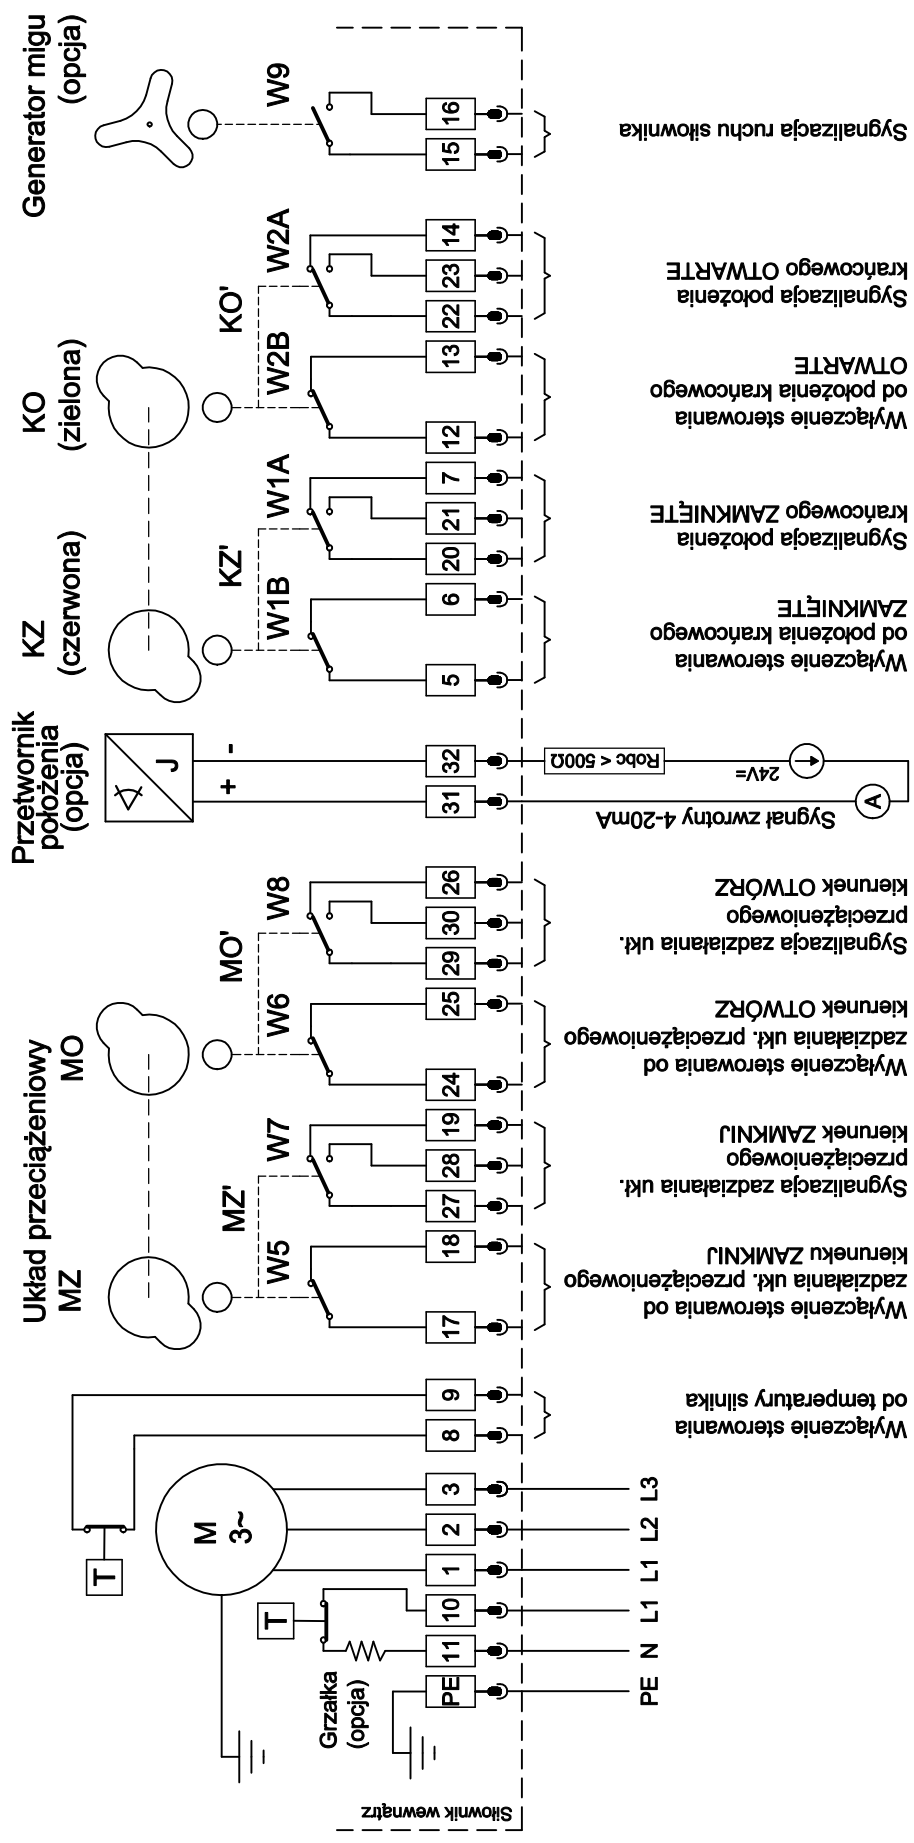 Układ przeciążeniowy
MZ
MO
Przetwornik
położenia
(opcja)
KZ
(czerwona)
KO
(zielona)
Generator migu
(opcja)
T
M
3~
T
Grzałka
(opcja)
J
+
-
MZ'
W5
W7
MO'
W6
W8
KZ'
W1B
W1A
KO'
W2B
W2A
W9
PE
11
10
1
2
3
8
9
17
18
27
28
19
24
25
29
30
26
31
32
5
6
20
21
7
12
13
22
23
14
15
16
Siłownik wewnątrz
PE
N
L1
L1
L2
L3
Wyłączenie sterowania
od temperatury silnika
Wyłączenie sterowania od
zadziałania ukł. przeciążeniowego
kieruneku ZAMKNIJ
Sygnalizacja zadziałania ukł.
przeciążeniowego
kierunek ZAMKNIJ
Wyłączenie sterowania od
zadziałania ukł. przeciążeniowego
kierunek OTWÓRZ
Sygnalizacja zadziałania ukł.
przeciążeniowego
kierunek OTWÓRZ
Sygnał zwrotny 4-20mA
A
24V=
Robc < 500Ω
Wyłączenie sterowania
od położenia krańcowego
ZAMKNIĘTE
Sygnalizacja położenia
krańcowego ZAMKNIĘTE
Wyłączenie sterowania
od położenia krańcowego
OTWARTE
Sygnalizacja położenia
krańcowego OTWARTE
Sygnalizacja ruchu siłownika